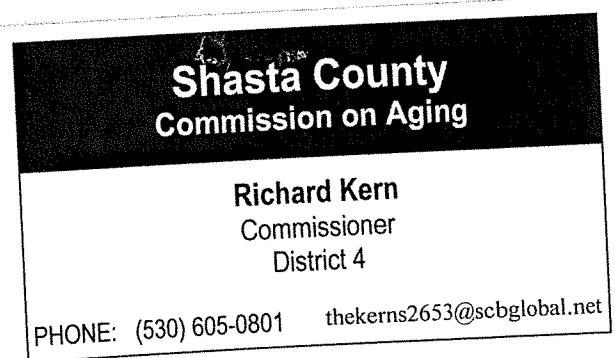 Shasta County
Commission on Aging
Richard Kern
Commissioner
District 4
PHONE: (530) 605-0801 thekerns2653@scbglobal.net